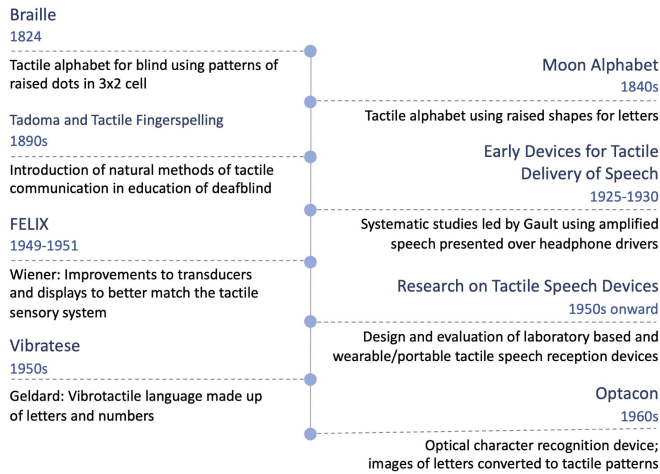 Braille
1824
Tactile alphabet for blind using patterns of
raised dots in 3x2 cell
Moon Alphabet
1840s
Tactile alphabet using raised shapes for letters
Tadoma and Tactile Fingerspelling
1890s
Introduction of natural methods of tactile
communication in education of deafblind
Early Devices for Tactile
Delivery of Speech
1925-1930
Systematic studies led by Gault using amplified
speech presented over headphone drivers
FELIX
1949-1951
Wiener: Improvements to transducers
and displays to better match the tactile
sensory system
Research on Tactile Speech Devices
1950s onward
Design and evaluation of laboratory based and
wearable/portable tactile speech reception devices
Vibratese
1950s
Geldard: Vibrotactile language made up
of letters and numbers
Optacon
1960s
Optical character recognition device;
images of letters converted to tactile patterns